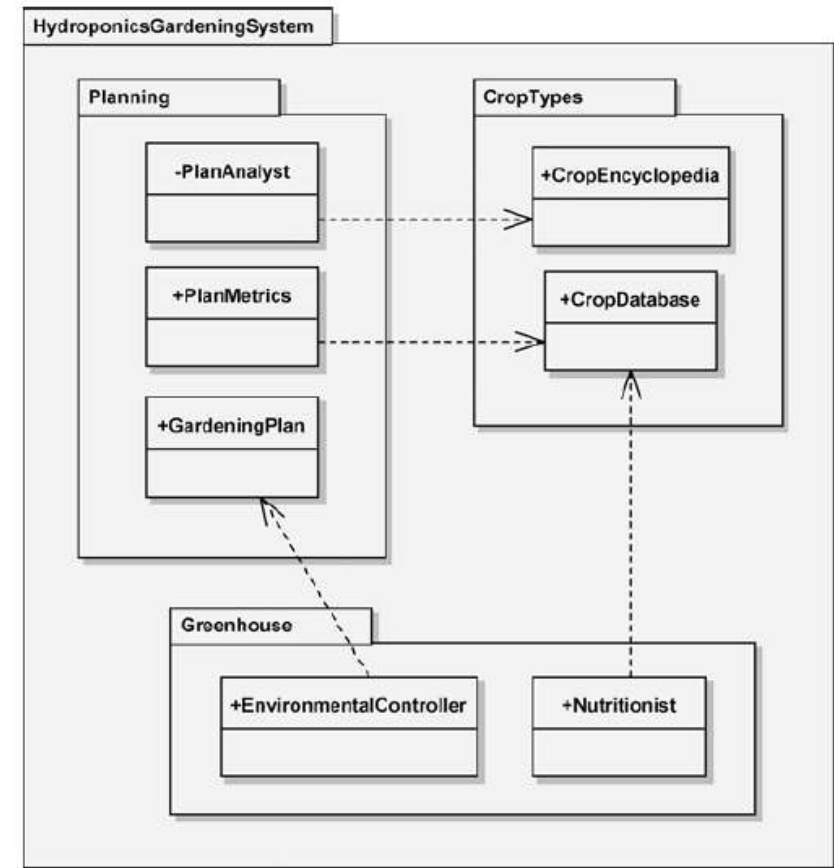 HydroponicsGardeningSystem
Planning
-PlanAnalyst
+PlanMetrics
+GardeningPlan
CropTypes
+CropEncyclopedia
+CropDatabase
Greenhouse
+EnvironmentalController
+Nutritionist